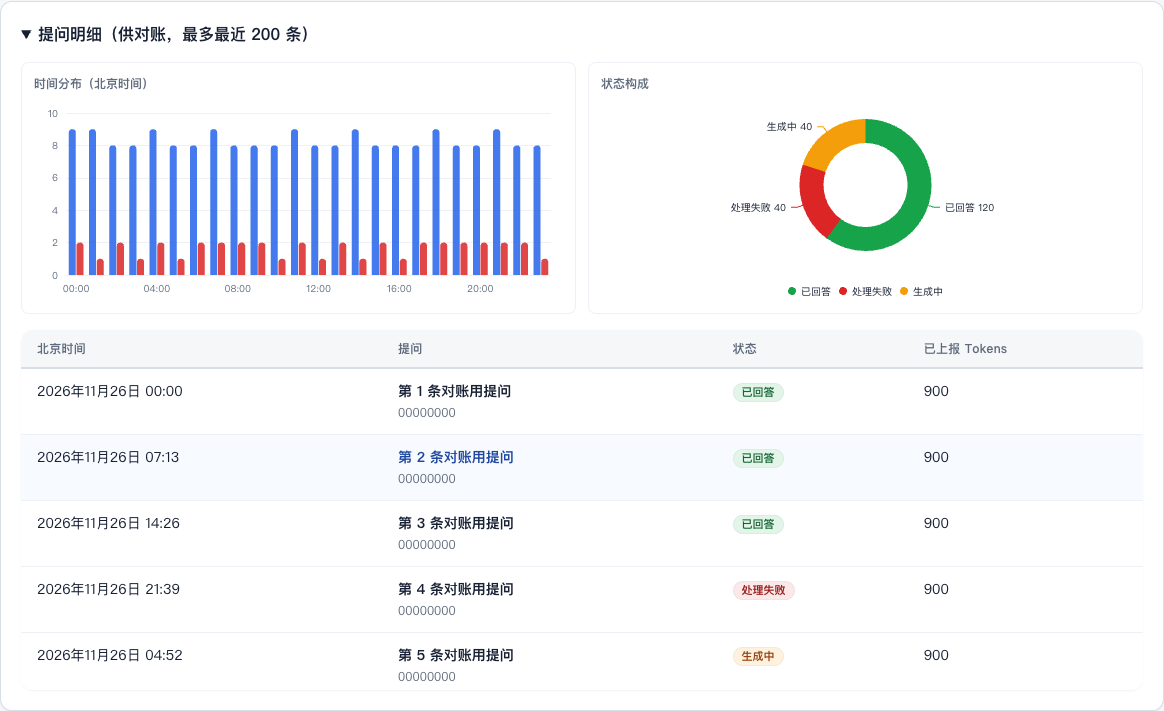 ▼ 提问明细（供对账，最多最近 200 条）
时间分布（北京时间）
10
8
6
4
2
0
00:00 04:00 08:00 12:00 16:00 20:00
状态构成
生成中 40
处理失败 40
已回答 120
已回答 处理失败 生成中
北京时间 提问 状态 已上报 Tokens
2026年11月26日 00:00 第 1 条对账用提问 已回答 900
00000000
2026年11月26日 07:13 第 2 条对账用提问 已回答 900
00000000
2026年11月26日 14:26 第 3 条对账用提问 已回答 900
00000000
2026年11月26日 21:39 第 4 条对账用提问 处理失败 900
00000000
2026年11月26日 04:52 第 5 条对账用提问 生成中 900
00000000